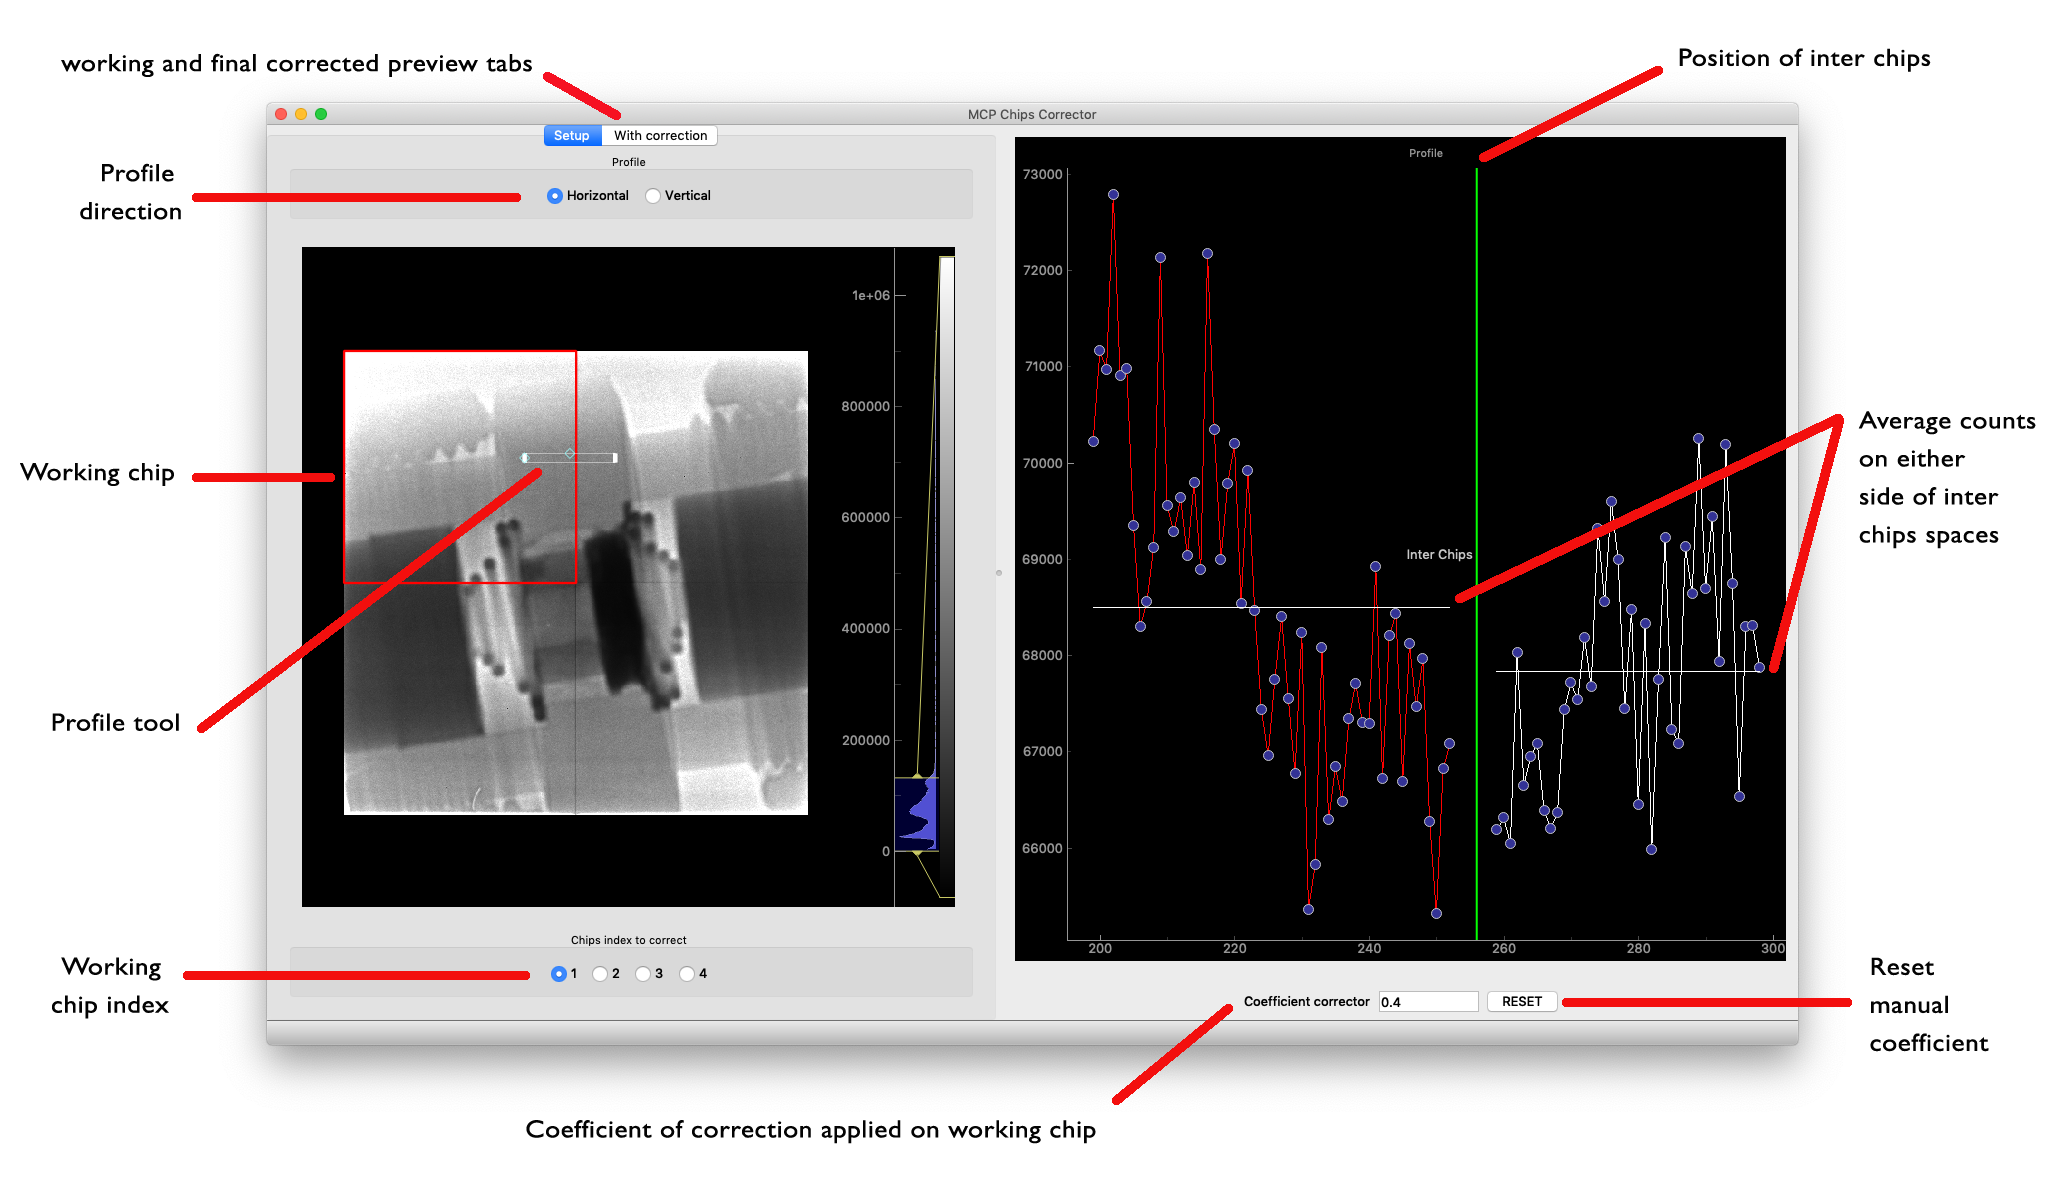 working and final corrected preview tabs
Position of inter chips
MCP Chips Corrector
Setup
With correction
Profile
Profile
direction
Horizontal
Vertical
1e+06
800000
600000
400000
200000
0
Working chip
Profile tool
Chips index to correct
1
2
3
4
Working
chip index
Profile
73000
72000
71000
70000
69000
68000
67000
66000
Inter Chips
200
220
240
260
280
300
Average counts
on either
side of inter
chips spaces
Coefficient corrector
0.4
RESET
Reset
manual
coefficient
Coefficient of correction applied on working chip